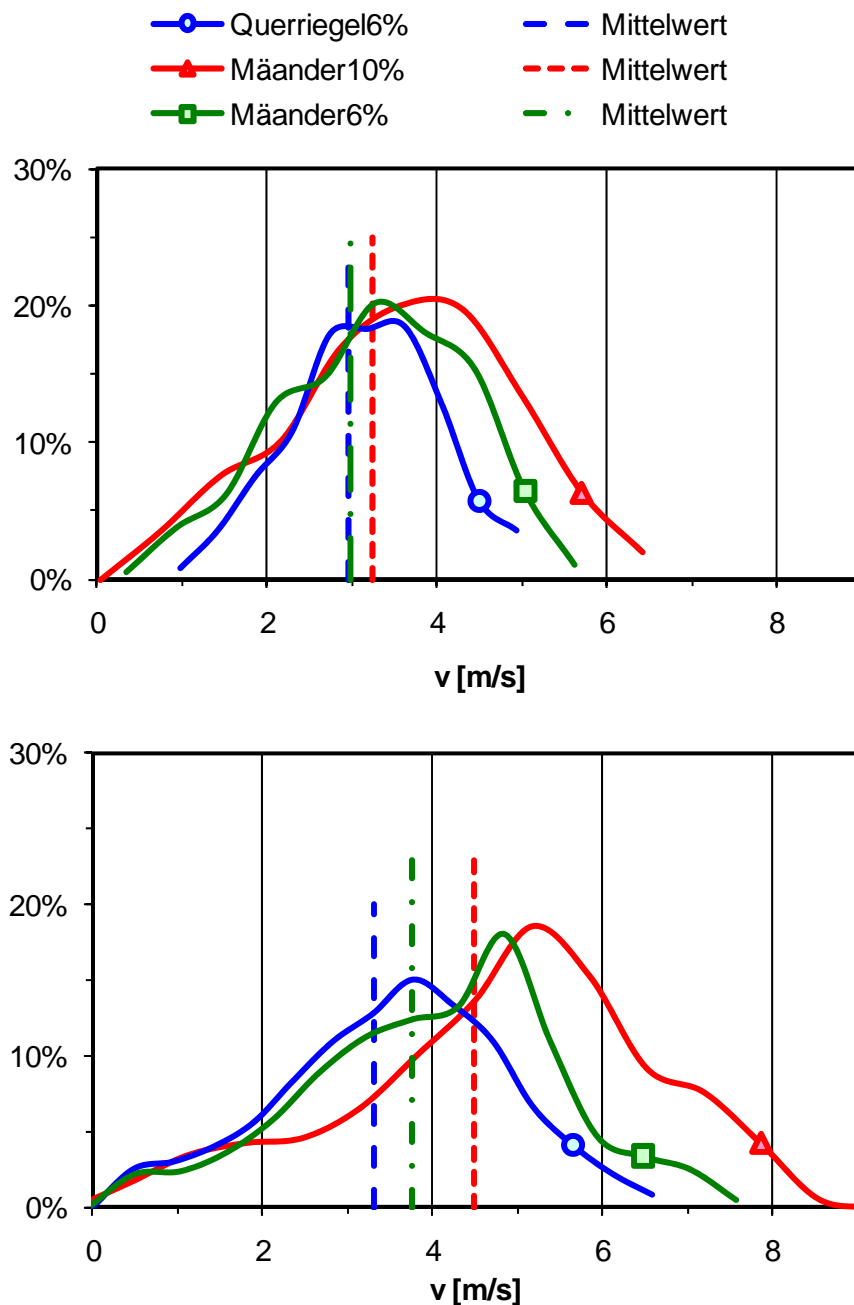 Querriegel6% Mittelwert
Mäander10% Mittelwert
Mäander6% Mittelwert
30%
20%
10%
0%
0 2 4 6 8
v [m/s]
30%
20%
10%
0%
0 2 4 6 8
v [m/s]